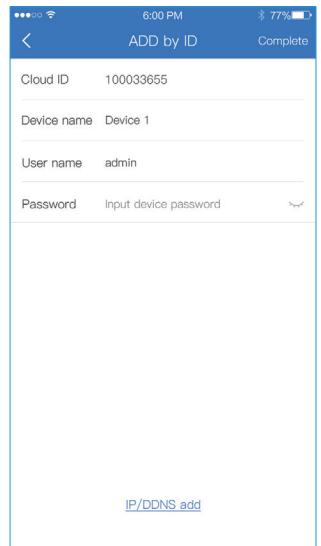 6:00 PM 77%
ADD by ID Complete
Cloud ID 100033655
Device name Device 1
User name admin
Password Input device password
IP/DDNS add